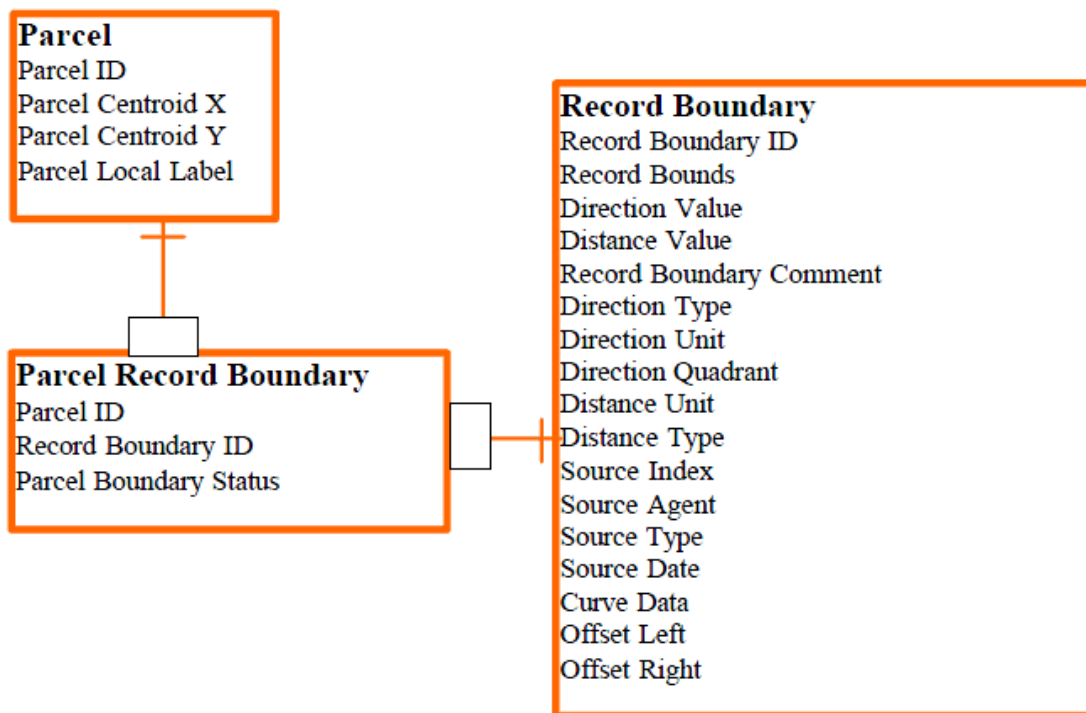 Parcel
Parcel ID
Parcel Centroid X
Parcel Centroid Y
Parcel Local Label
Parcel Record Boundary
Parcel ID
Record Boundary ID
Parcel Boundary Status
Record Boundary
Record Boundary ID
Record Bounds
Direction Value
Distance Value
Record Boundary Comment
Direction Type
Direction Unit
Direction Quadrant
Distance Unit
Distance Type
Source Index
Source Agent
Source Type
Source Date
Curve Data
Offset Left
Offset Right